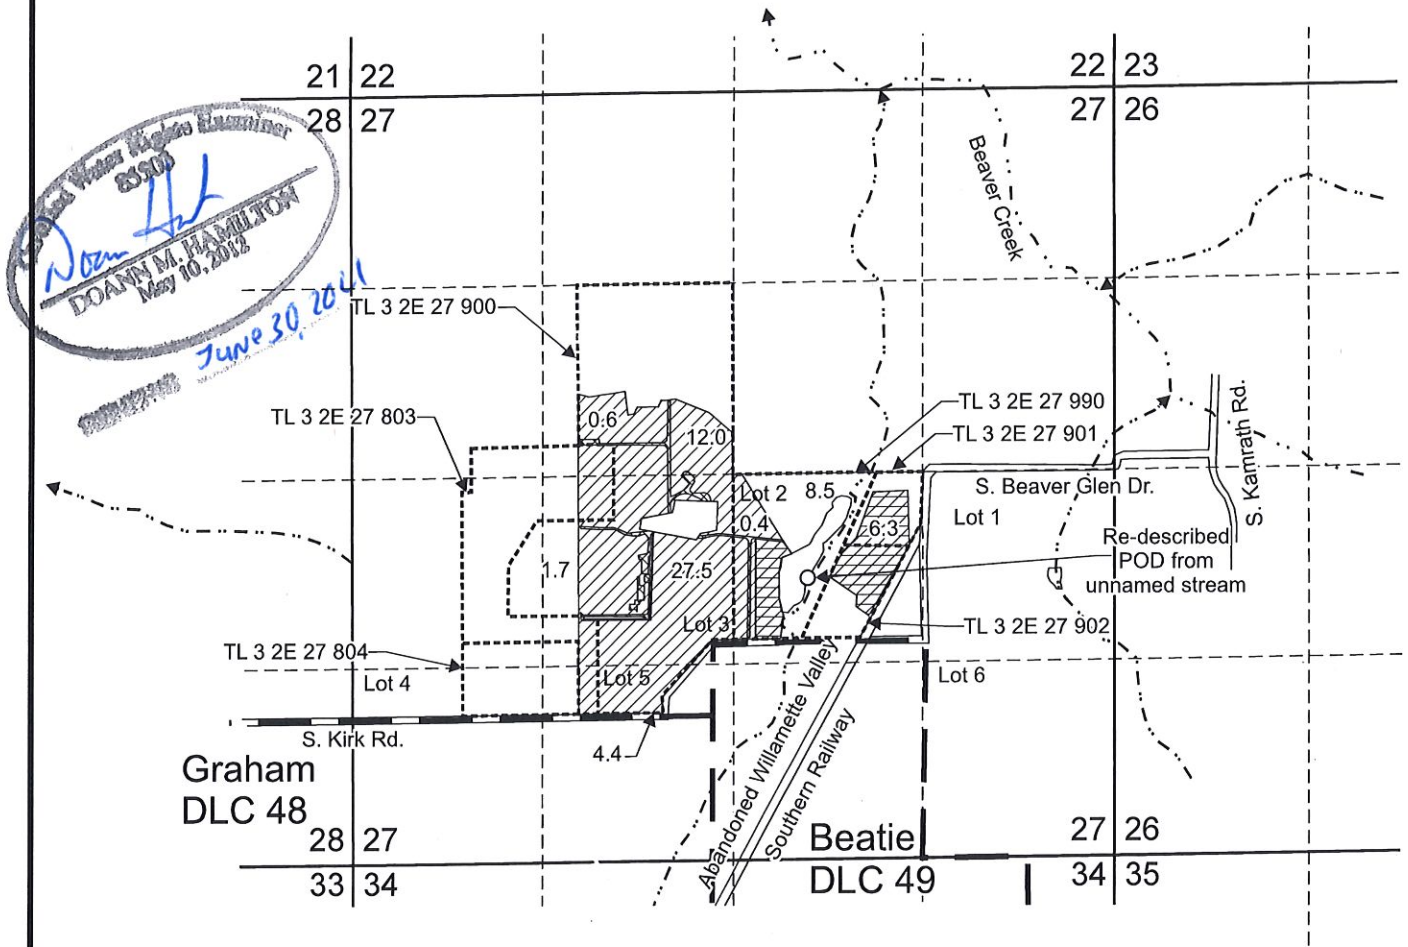 21 22
28 27
22 23
27 26
Water Rights Examiner
DOANN M. HAMILTON
May 10, 2012
June 30, 2021
Beaver Creek
TL 3 2E 27 900
TL 3 2E 27 803
TL 3 2E 27 990
TL 3 2E 27 901
0.6
12.0
S. Kamrath Rd.
Lot 2
8.5
S. Beaver Glen Dr.
Lot 1
0.4
6.3
Re-described
POD from
unnamed stream
1.7
27.5
Lot 3
TL 3 2E 27 902
TL 3 2E 27 804
Lot 4
Lot 5
Lot 6
S. Kirk Rd.
4.4
Abandoned Willamette Valley
Southern Railway
Graham
DLC 48
Beatie
DLC 49
28 27
33 34
27 26
34 35